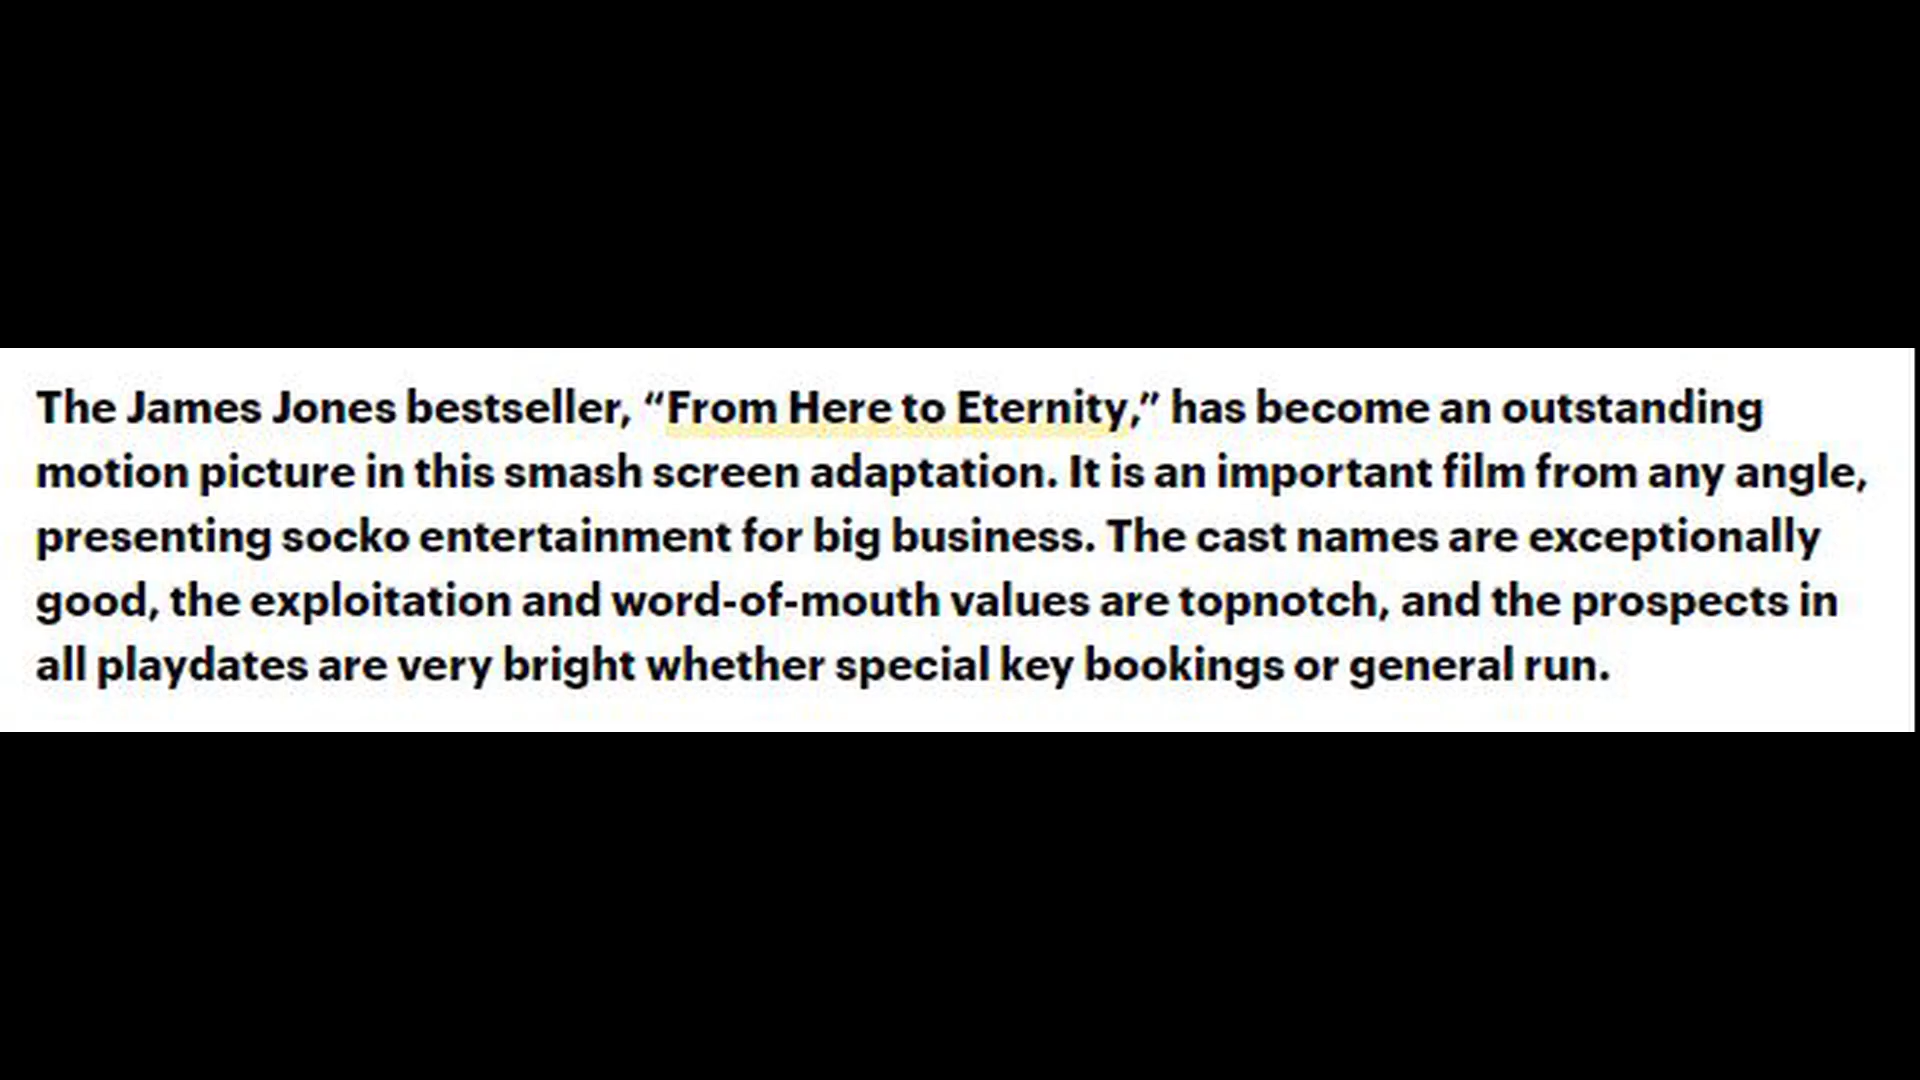 The James Jones bestseller, “From Here to Eternity,” has become an outstanding
motion picture in this smash screen adaptation. It is an important film from any angle,
presenting socko entertainment for big business. The cast names are exceptionally
good, the exploitation and word-of-mouth values are topnotch, and the prospects in
all playdates are very bright whether special key bookings or general run.